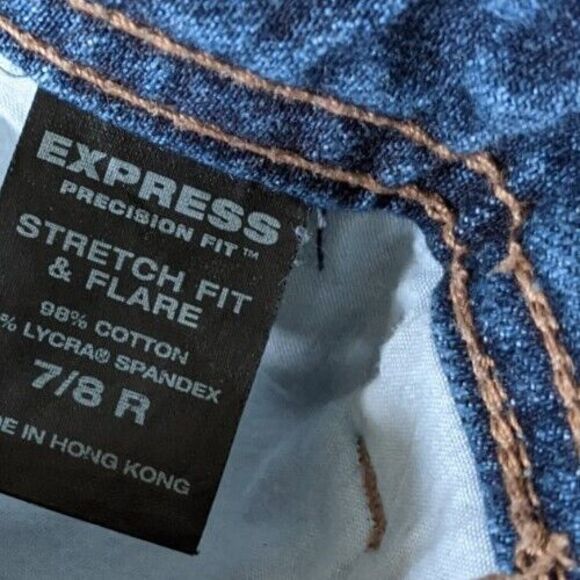 EXPRESS
PRECISION FIT™
STRETCH FIT
& FLARE
98% COTTON
% LYCRA® SPANDEX
7/8 R
DE IN HONG KONG